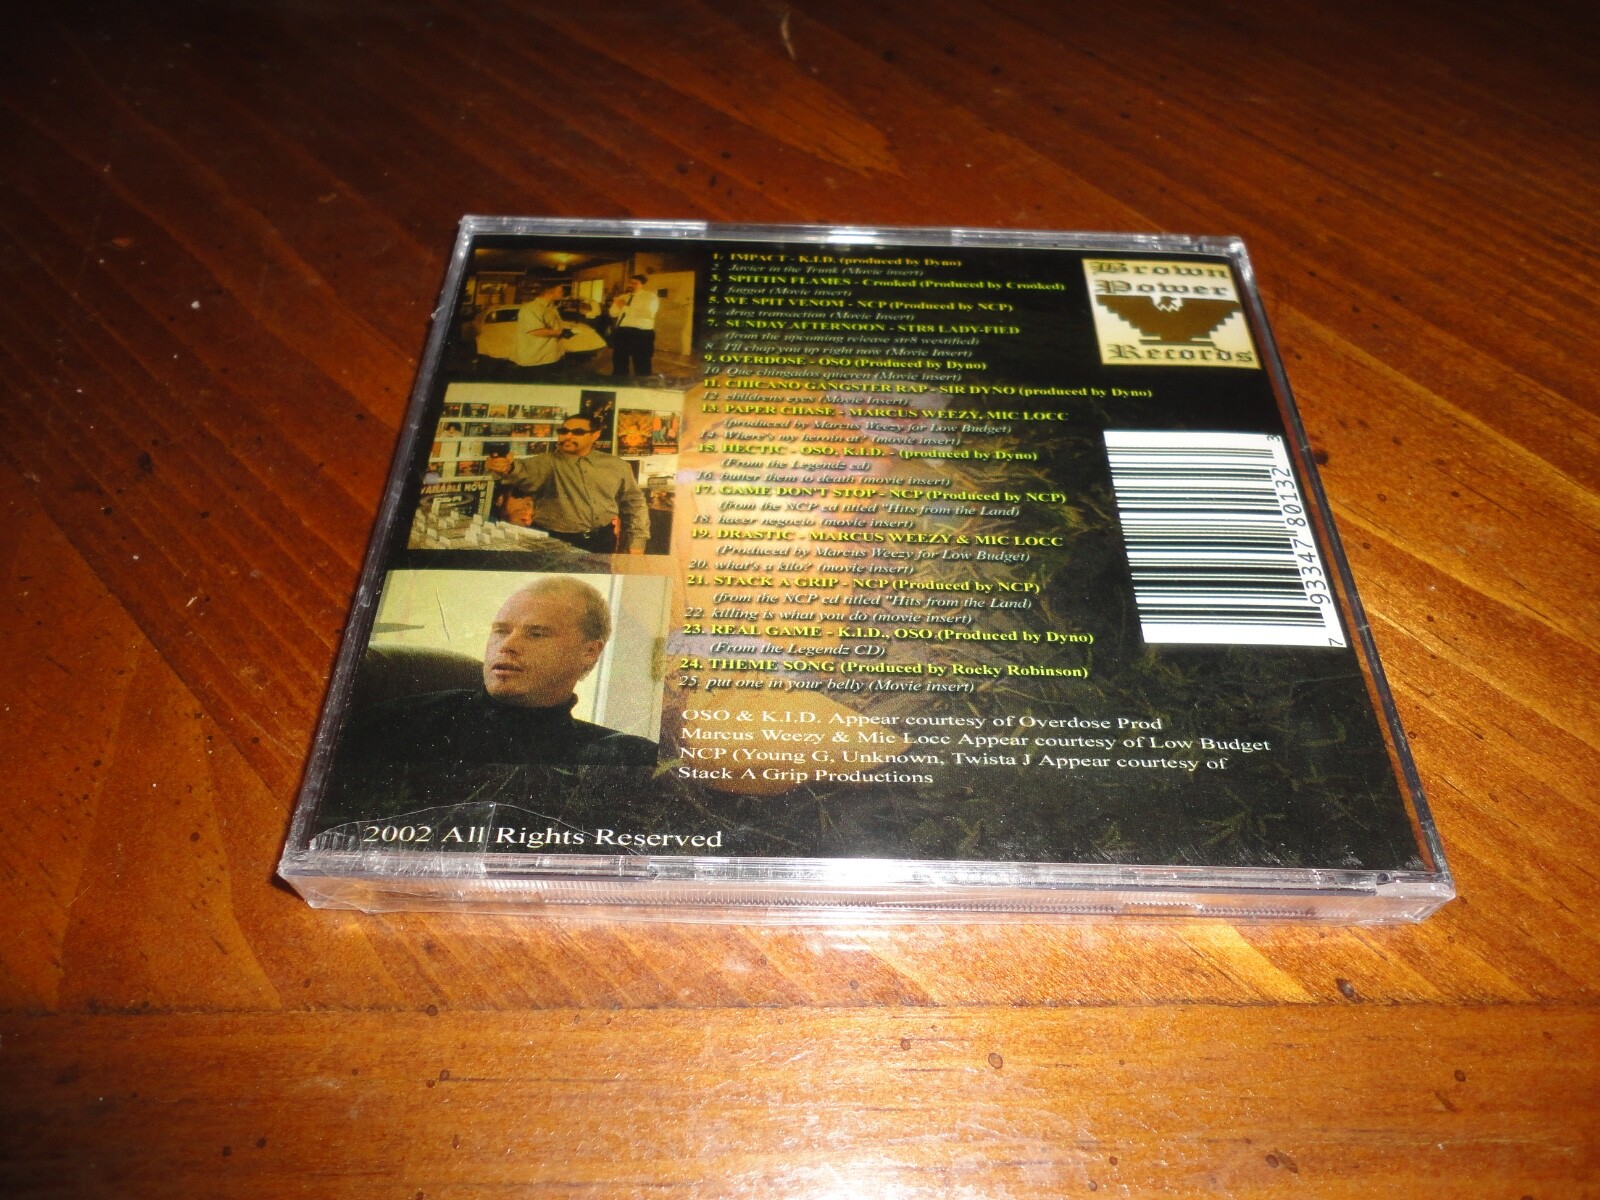 1. IMPACT - K.I.D. (produced by Dyno)
2. Javier in the Trunk (Movie insert)
3. SPITTIN FLAMES - Crooked (Produced by Crooked)
4. faggot (Movie insert)
5. WE SPIT VENOM - NCP (Produced by NCP)
6. drug transaction (Movie Insert)
7. SUNDAY AFTERNOON - STR8 LADY-FIED
(from the upcoming release str8 westified)
8. I'll chop you up right now (Movie Insert)
9. OVERDOSE - OSO (Produced by Dyno)
10. Que chingados quieren (Movie insert)
11. CHICANO GANGSTER RAP - SIR DYNO (produced by Dyno)
12. childrens eyes (Movie Insert)
13. PAPER CHASE - MARCUS WEEZY, MIC LOCC
(produced by Marcus Weezy for Low Budget)
14. Where's my heroin at? (movie insert)
15. HECTIC - OSO, K.I.D. - (produced by Dyno)
(From the Legendz cd)
16. butter them to death (movie insert)
17. GAME DON'T STOP - NCP (Produced by NCP)
(from the NCP cd titled "Hits from the Land)
18. hacer negocio (movie insert)
19. DRASTIC - MARCUS WEEZY & MIC LOCC
(Produced by Marcus Weezy for Low Budget)
20. what's a kilo? (movie insert)
21. STACK A GRIP - NCP (Produced by NCP)
(from the NCP cd titled "Hits from the Land)
22. killing is what you do (movie insert)
23. REAL GAME - K.I.D., OSO (Produced by Dyno)
(From the Legendz CD)
24. THEME SONG (Produced by Rocky Robinson)
25. put one in your belly (Movie insert)
OSO & K.I.D. Appear courtesy of Overdose Prod
Marcus Weezy & Mic Locc Appear courtesy of Low Budget
NCP (Young G, Unknown, Twista J Appear courtesy of
Stack A Grip Productions
2002 All Rights Reserved
Brown
Power
Records
7 93347 80132 3
AVAILABLE NOW